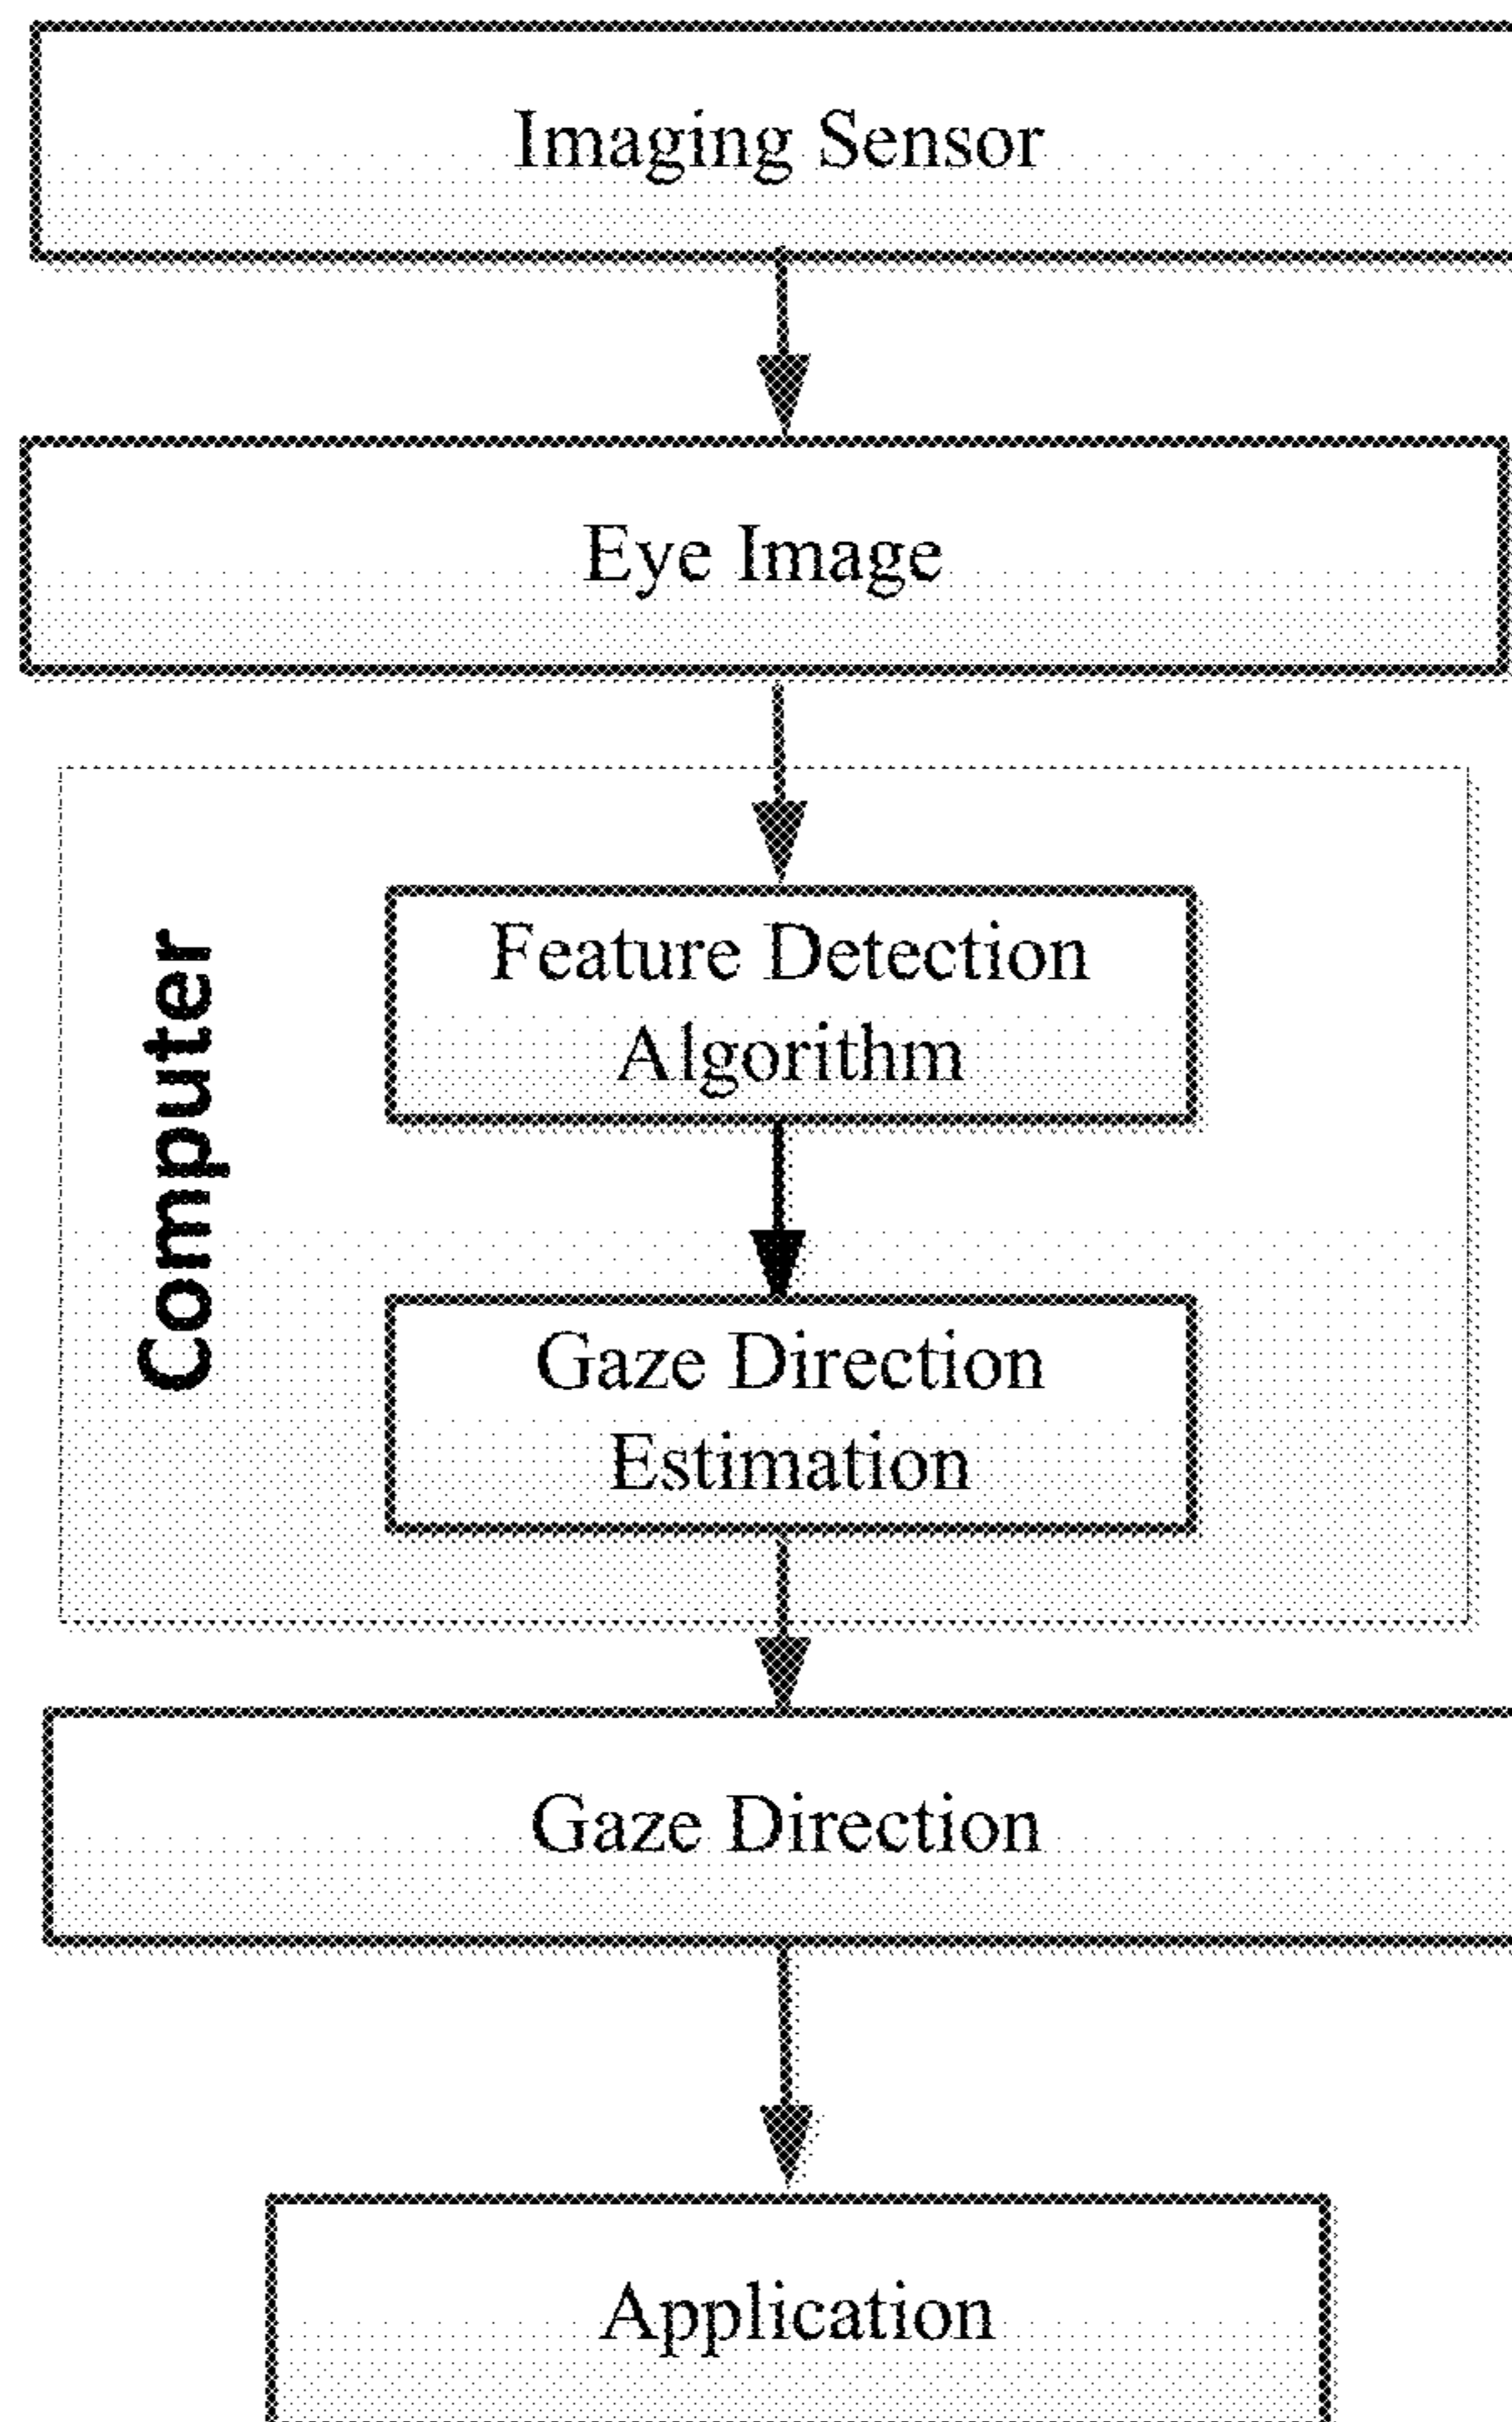 Imaging Sensor
Eye Image
Computer
Feature Detection
Algorithm
Gaze Direction
Estimation
Gaze Direction
Application